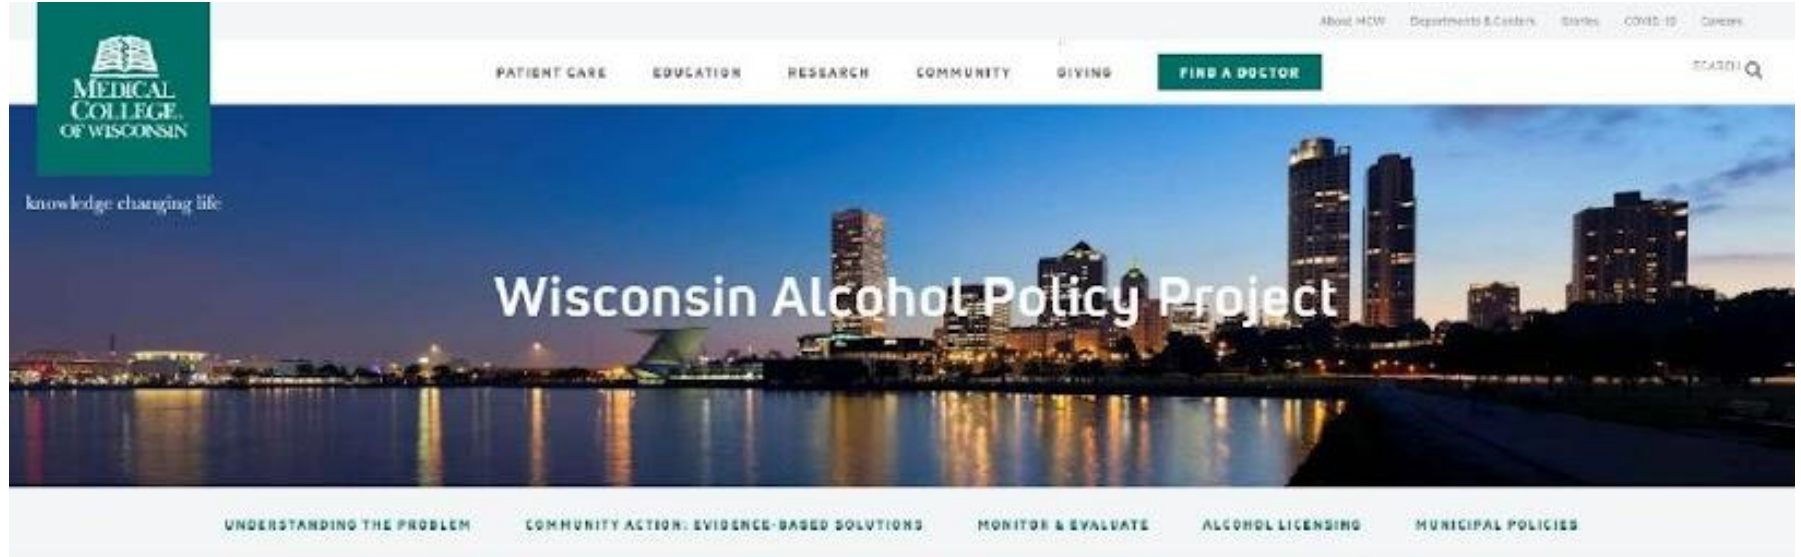 About MCW Departments & Centers Stories COVID-19 Careers
PATIENT CARE EDUCATION RESEARCH COMMUNITY GIVING FIND A DOCTOR
SEARCH
MEDICAL
COLLEGE
OF WISCONSIN
knowledge changing life
Wisconsin Alcohol Policy Project
UNDERSTANDING THE PROBLEM COMMUNITY ACTION: EVIDENCE-BASED SOLUTIONS MONITOR & EVALUATE ALCOHOL LICENSING MUNICIPAL POLICIES